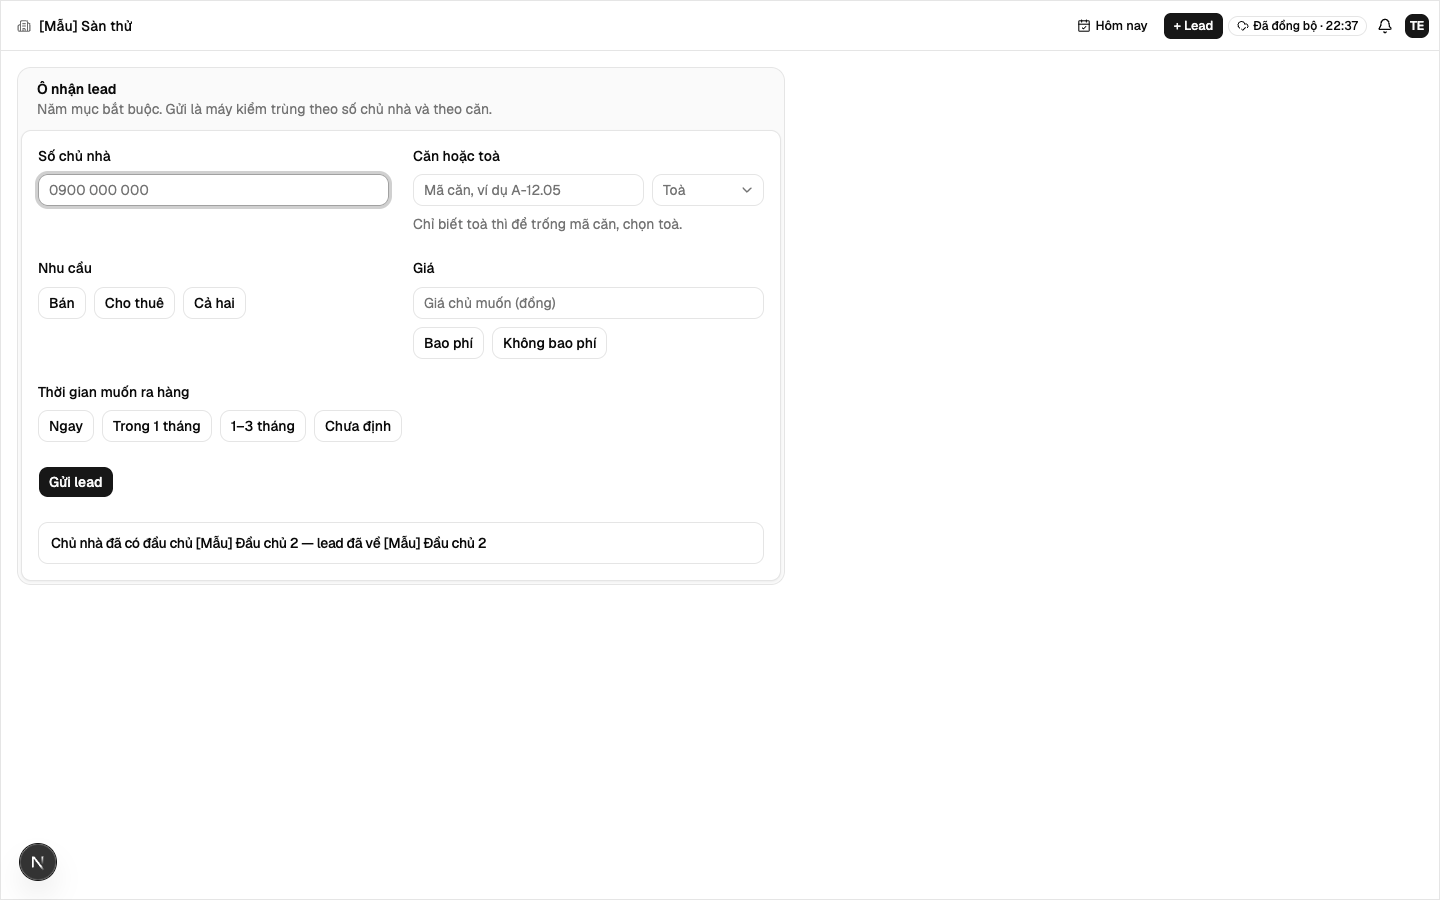 [Mẫu] Sàn thử
Hôm nay
+ Lead
Đã đồng bộ · 22:37
TE
Ô nhận lead
Năm mục bắt buộc. Gửi là máy kiểm trùng theo số chủ nhà và theo căn.
Số chủ nhà
0900 000 000
Căn hoặc toà
Mã căn, ví dụ A-12.05
Toà
Chỉ biết toà thì để trống mã căn, chọn toà.
Nhu cầu
Bán
Cho thuê
Cả hai
Giá
Giá chủ muốn (đồng)
Bao phí
Không bao phí
Thời gian muốn ra hàng
Ngay
Trong 1 tháng
1–3 tháng
Chưa định
Gửi lead
Chủ nhà đã có đầu chủ [Mẫu] Đầu chủ 2 — lead đã về [Mẫu] Đầu chủ 2
N